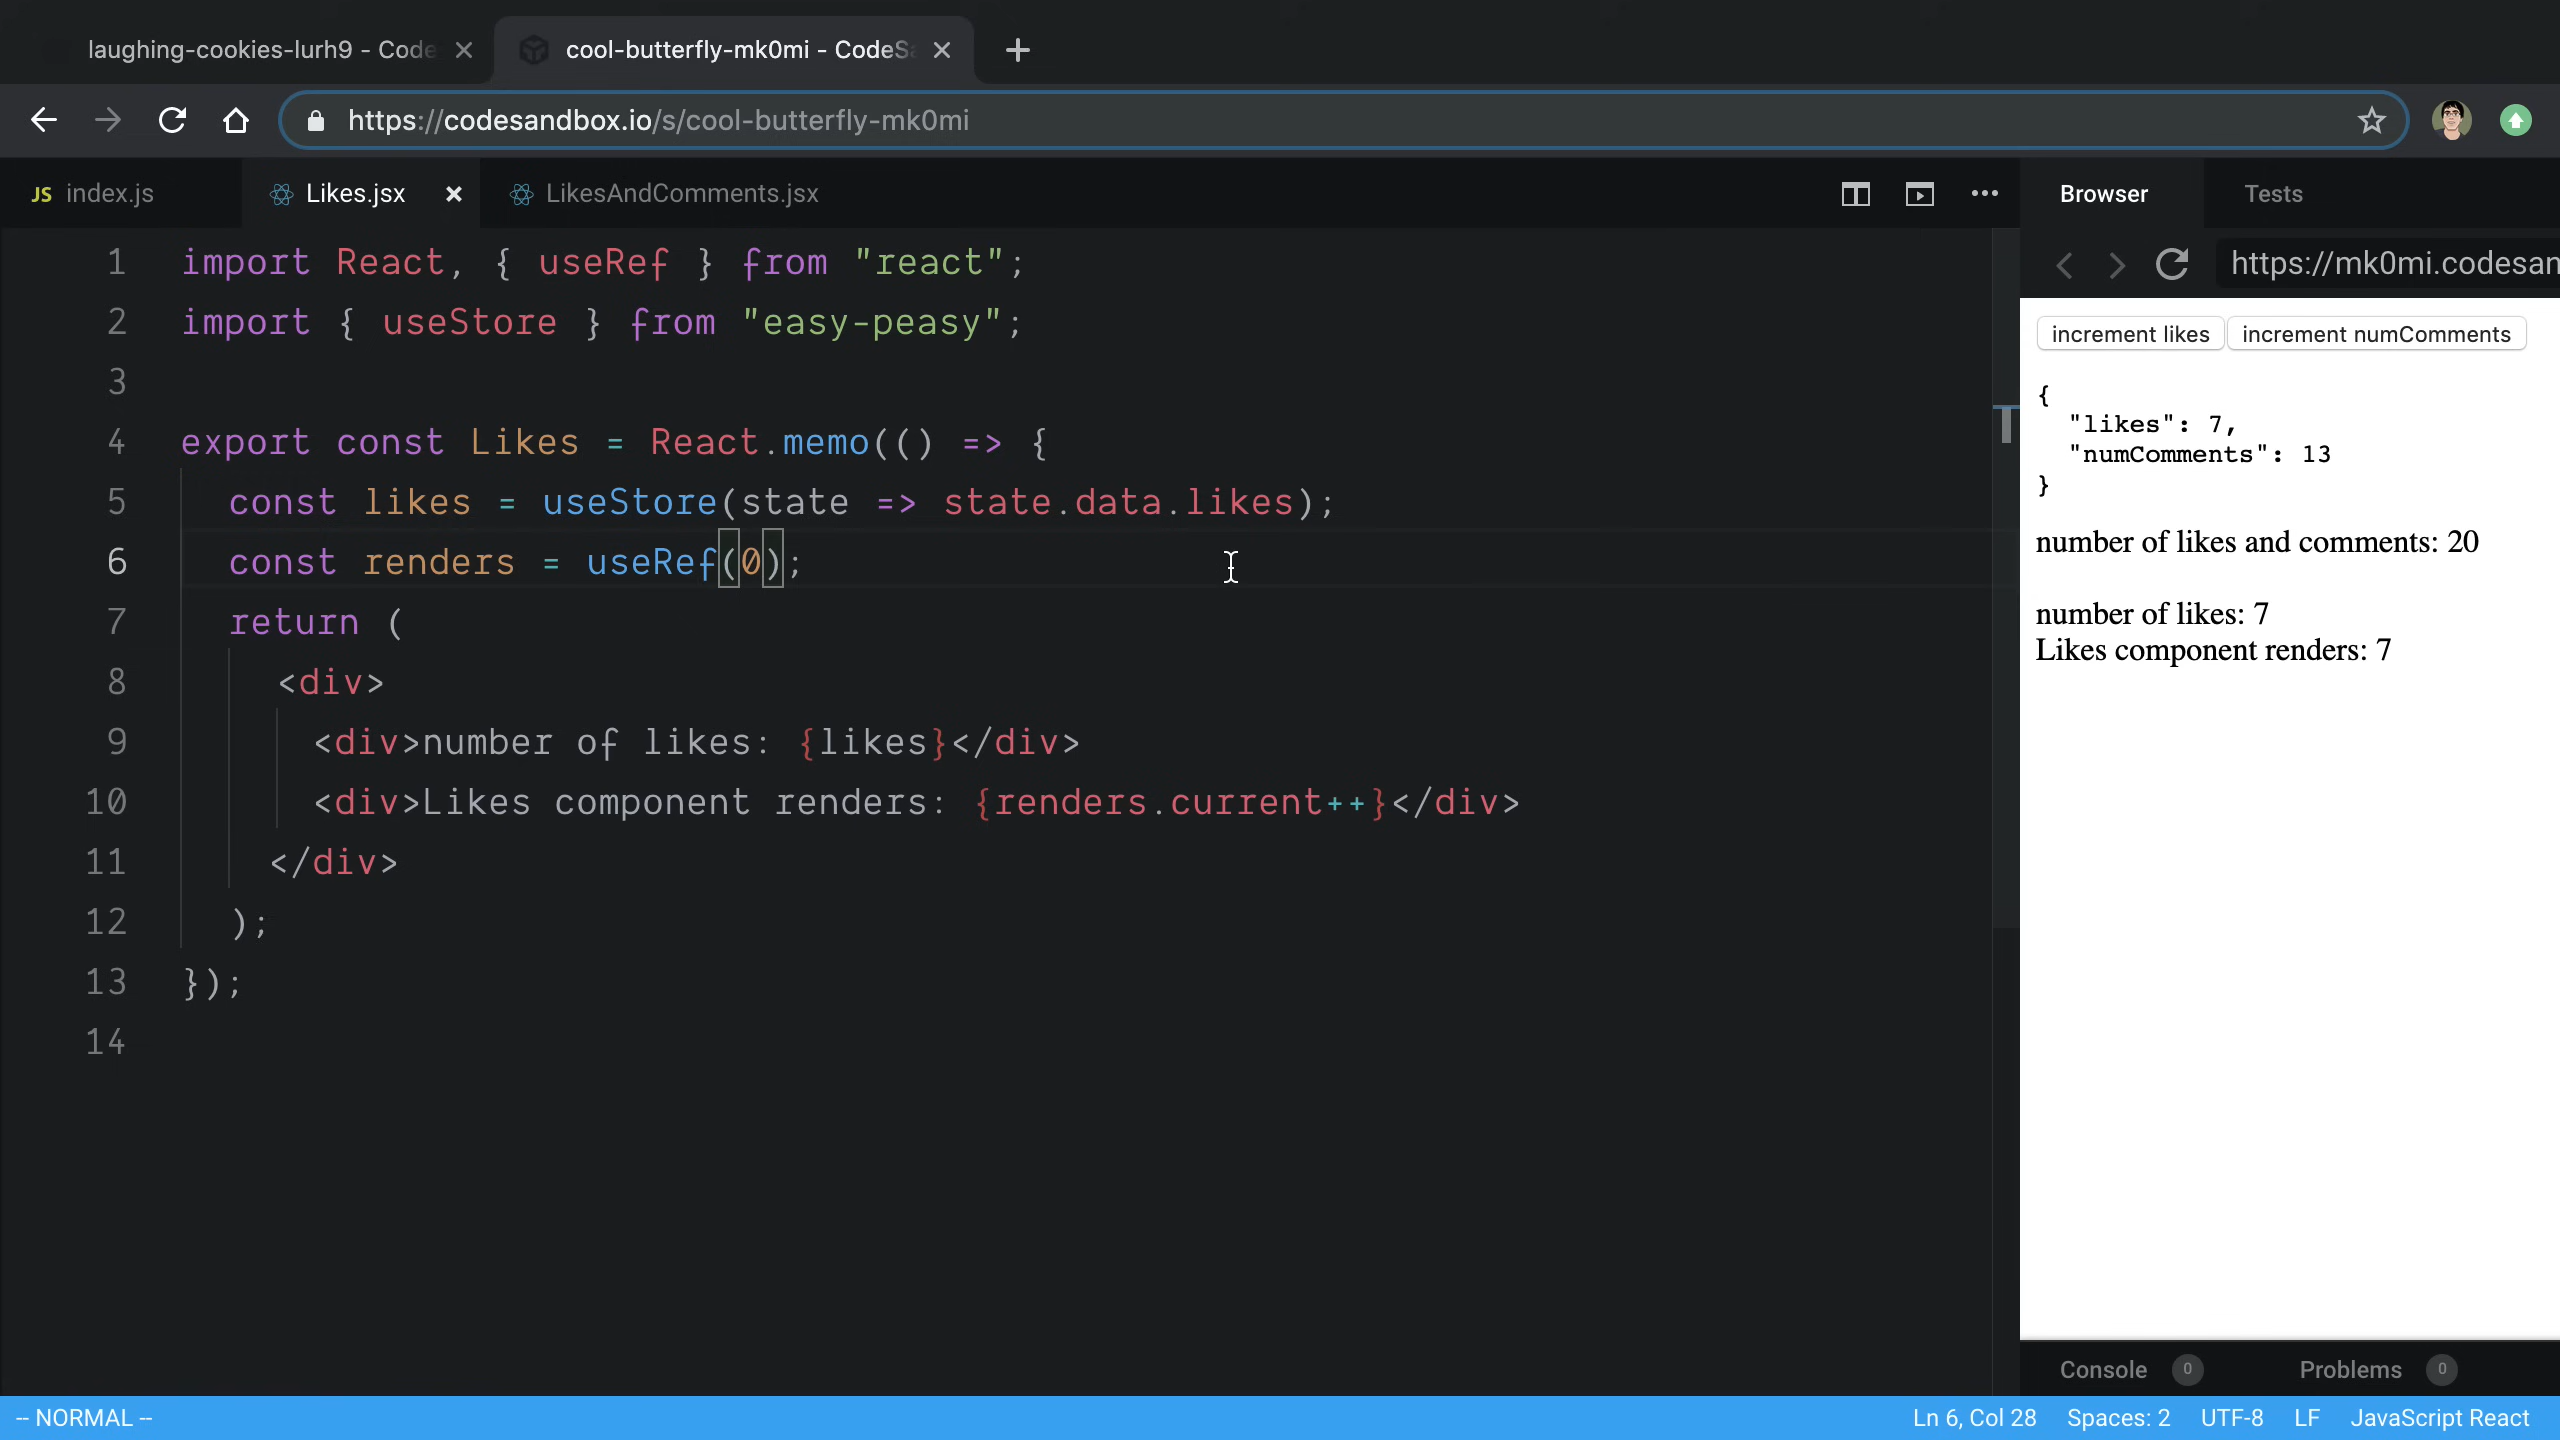 laughing-cookies-lurh9 - Code
cool-butterfly-mk0mi - CodeSa
https://codesandbox.io/s/cool-butterfly-mk0mi
JS index.js
Likes.jsx
LikesAndComments.jsx
Browser
Tests
https://mk0mi.codesan
1 import React, { useRef } from "react";
2 import { useStore } from "easy-peasy";
3
4 export const Likes = React.memo(() => {
5 const likes = useStore(state => state.data.likes);
6 const renders = useRef(0);
7 return (
8 <div>
9 <div>number of likes: {likes}</div>
10 <div>Likes component renders: {renders.current++}</div>
11 </div>
12 );
13 });
14
increment likes
increment numComments
{
"likes": 7,
"numComments": 13
}
number of likes and comments: 20
number of likes: 7
Likes component renders: 7
Console 0
Problems 0
-- NORMAL --
Ln 6, Col 28
Spaces: 2
UTF-8
LF
JavaScript React